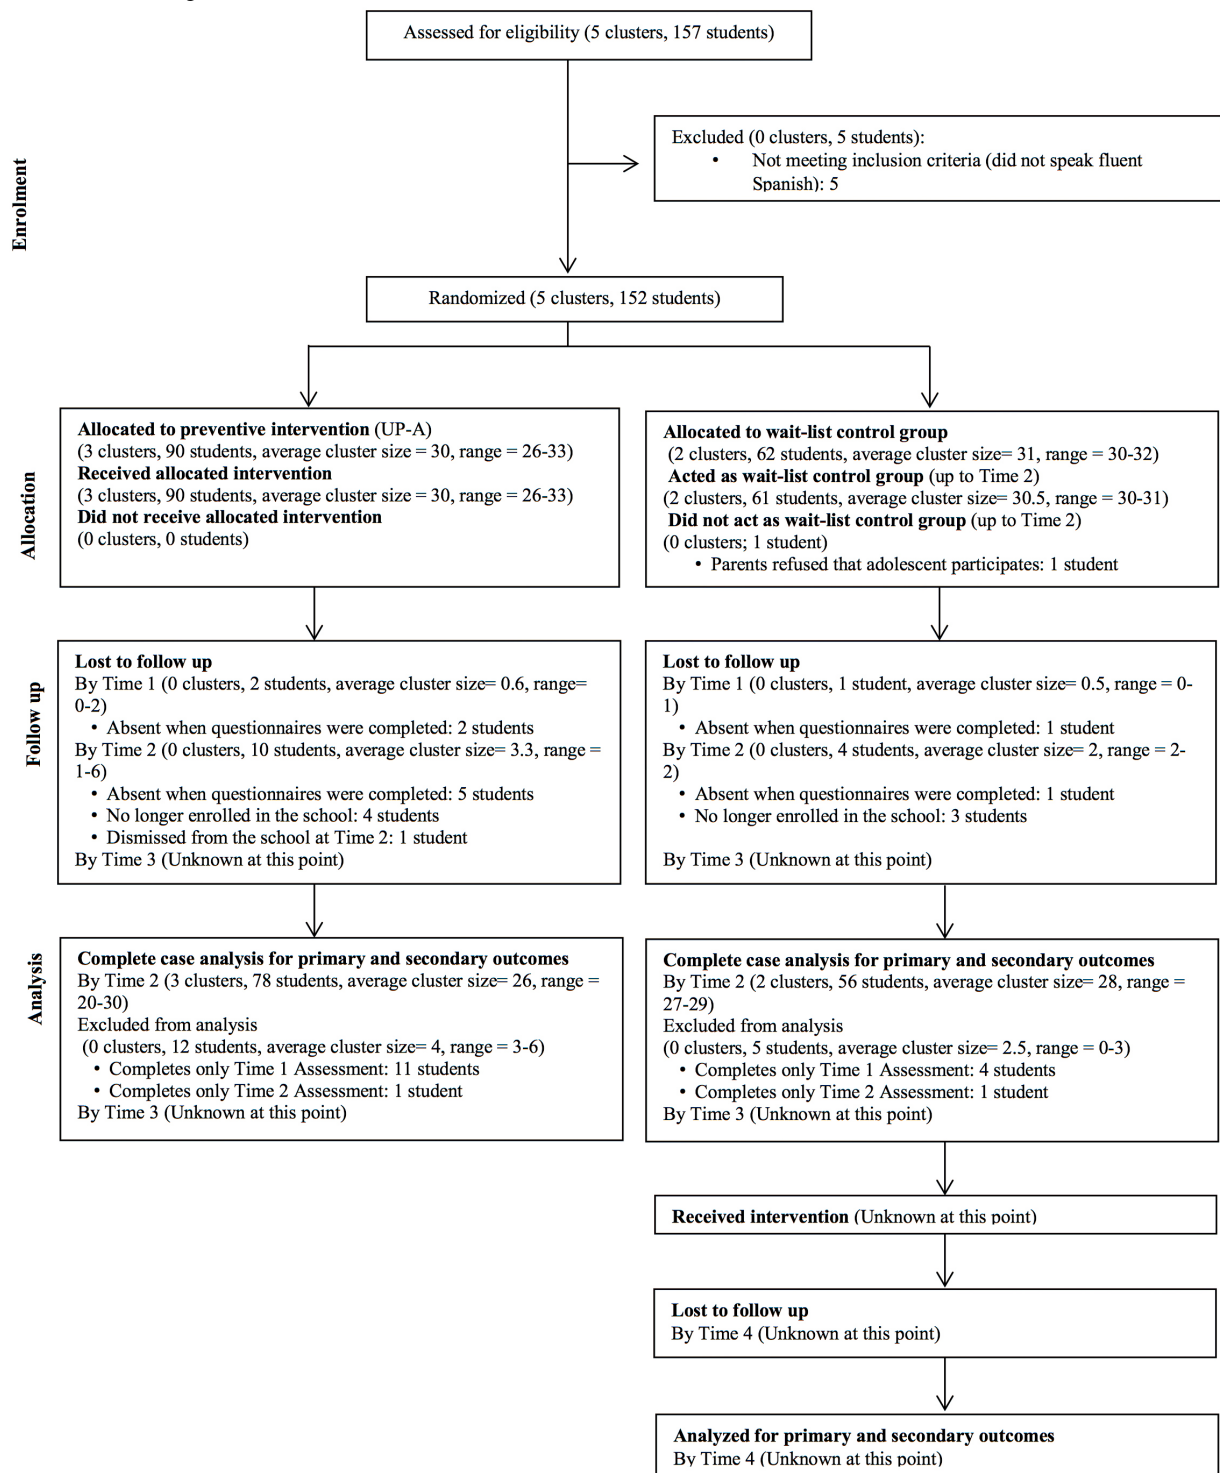 Assessed for eligibility (5 clusters, 157 students)
Enrolment
Excluded (0 clusters, 5 students):
• Not meeting inclusion criteria (did not speak fluent
Spanish): 5
Randomized (5 clusters, 152 students)
Allocation
Allocated to preventive intervention (UP-A)
(3 clusters, 90 students, average cluster size = 30, range = 26-33)
Received allocated intervention
(3 clusters, 90 students, average cluster size = 30, range = 26-33)
Did not receive allocated intervention
(0 clusters, 0 students)
Allocated to wait-list control group
(2 clusters, 62 students, average cluster size= 31, range = 30-32)
Acted as wait-list control group (up to Time 2)
(2 clusters, 61 students, average cluster size= 30.5, range = 30-31)
Did not act as wait-list control group (up to Time 2)
(0 clusters; 1 student)
• Parents refused that adolescent participates: 1 student
Follow up
Lost to follow up
By Time 1 (0 clusters, 2 students, average cluster size= 0.6, range=
0-2)
• Absent when questionnaires were completed: 2 students
By Time 2 (0 clusters, 10 students, average cluster size= 3.3, range =
1-6)
• Absent when questionnaires were completed: 5 students
• No longer enrolled in the school: 4 students
• Dismissed from the school at Time 2: 1 student
By Time 3 (Unknown at this point)
Lost to follow up
By Time 1 (0 clusters, 1 student, average cluster size= 0.5, range = 0-
1)
• Absent when questionnaires were completed: 1 student
By Time 2 (0 clusters, 4 students, average cluster size= 2, range = 2-
2)
• Absent when questionnaires were completed: 1 student
• No longer enrolled in the school: 3 students
By Time 3 (Unknown at this point)
Analysis
Complete case analysis for primary and secondary outcomes
By Time 2 (3 clusters, 78 students, average cluster size= 26, range =
20-30)
Excluded from analysis
(0 clusters, 12 students, average cluster size= 4, range = 3-6)
• Completes only Time 1 Assessment: 11 students
• Completes only Time 2 Assessment: 1 student
By Time 3 (Unknown at this point)
Complete case analysis for primary and secondary outcomes
By Time 2 (2 clusters, 56 students, average cluster size= 28, range =
27-29)
Excluded from analysis
(0 clusters, 5 students, average cluster size= 2.5, range = 0-3)
• Completes only Time 1 Assessment: 4 students
• Completes only Time 2 Assessment: 1 student
By Time 3 (Unknown at this point)
Received intervention (Unknown at this point)
Lost to follow up
By Time 4 (Unknown at this point)
Analyzed for primary and secondary outcomes
By Time 4 (Unknown at this point)